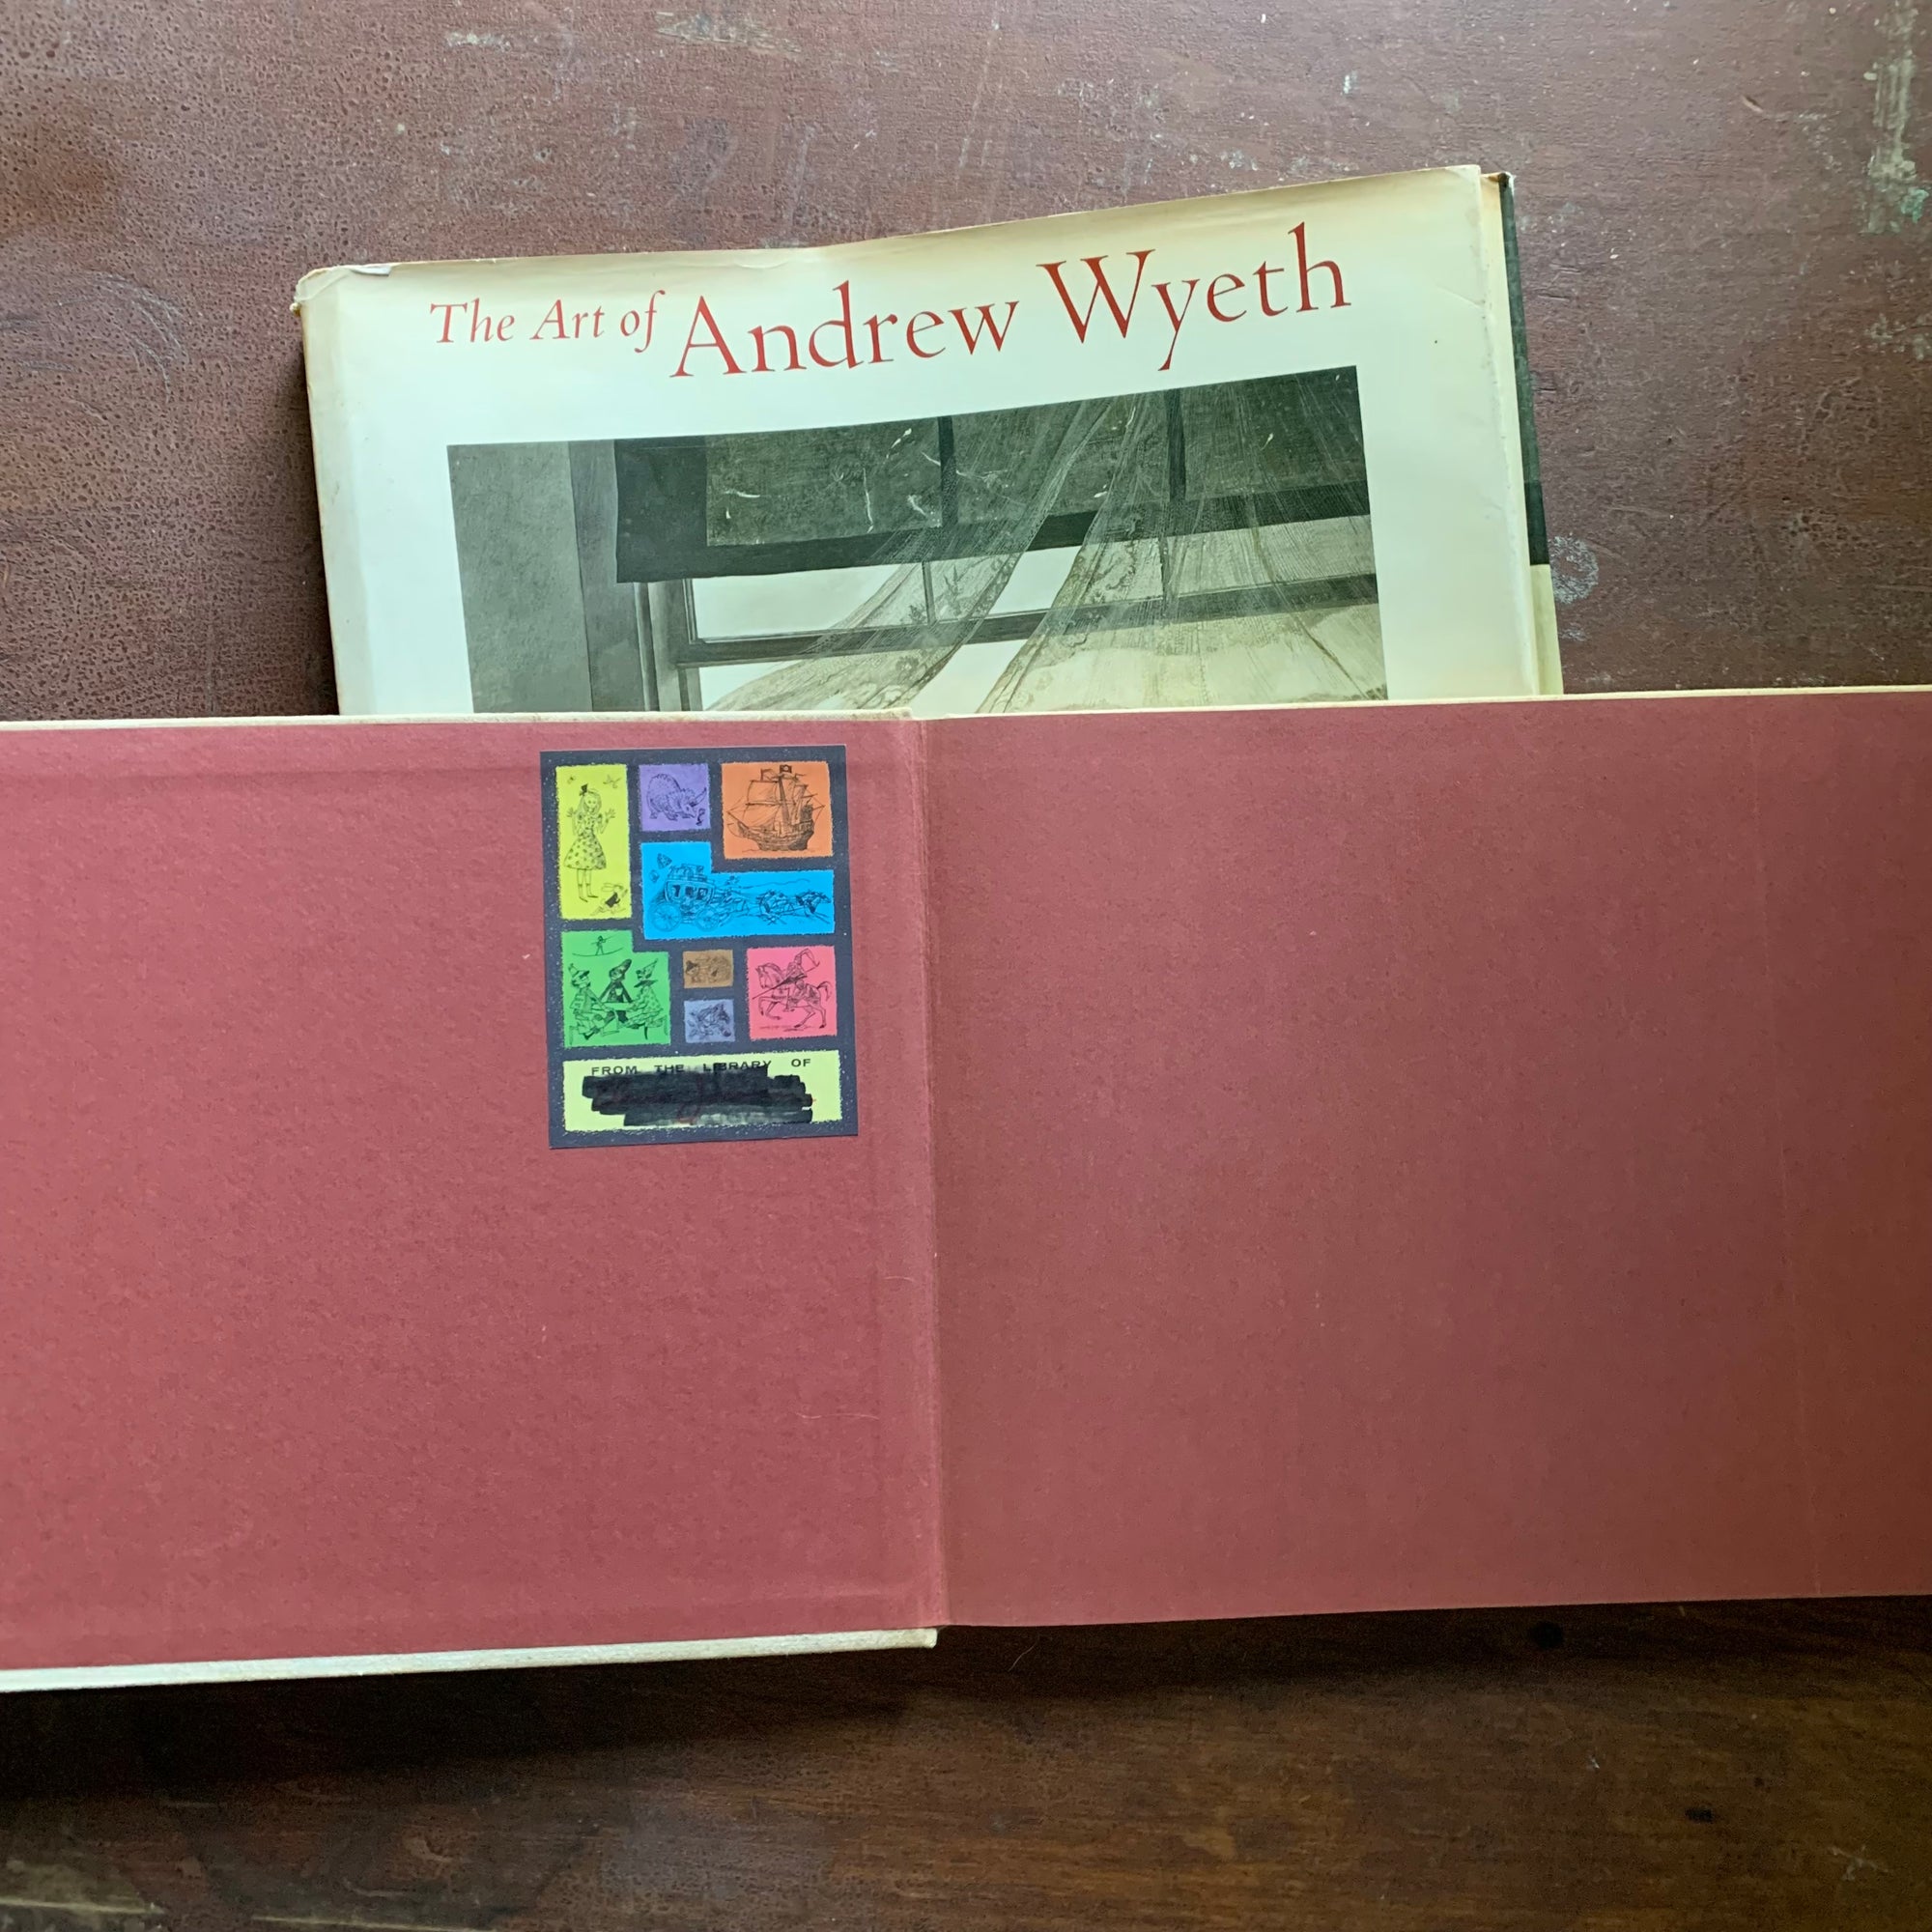 The Art of Andrew Wyeth
FROM THE LIBRARY OF